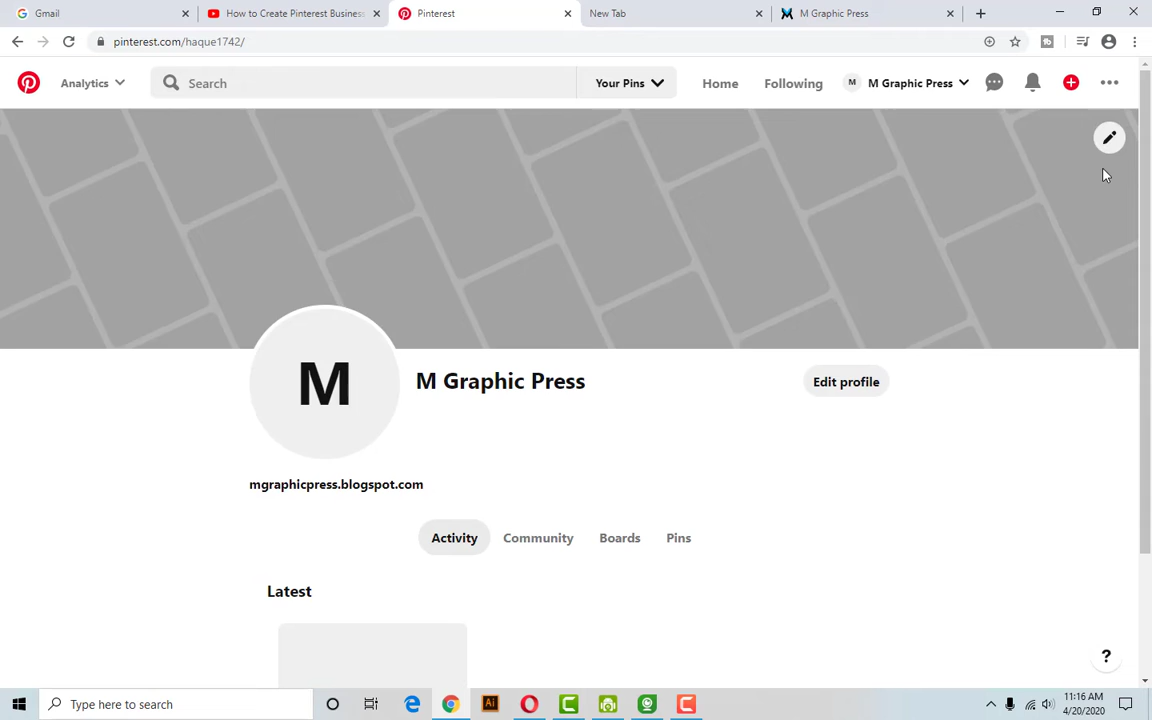 Gmail
How to Create Pinterest Business
Pinterest
New Tab
M Graphic Press
pinterest.com/haque1742/
Analytics
Search
Your Pins
Home
Following
M
M Graphic Press
M
M Graphic Press
Edit profile
mgraphicpress.blogspot.com
Activity
Community
Boards
Pins
Latest
?
Type here to search
Ai
11:16 AM
4/20/2020